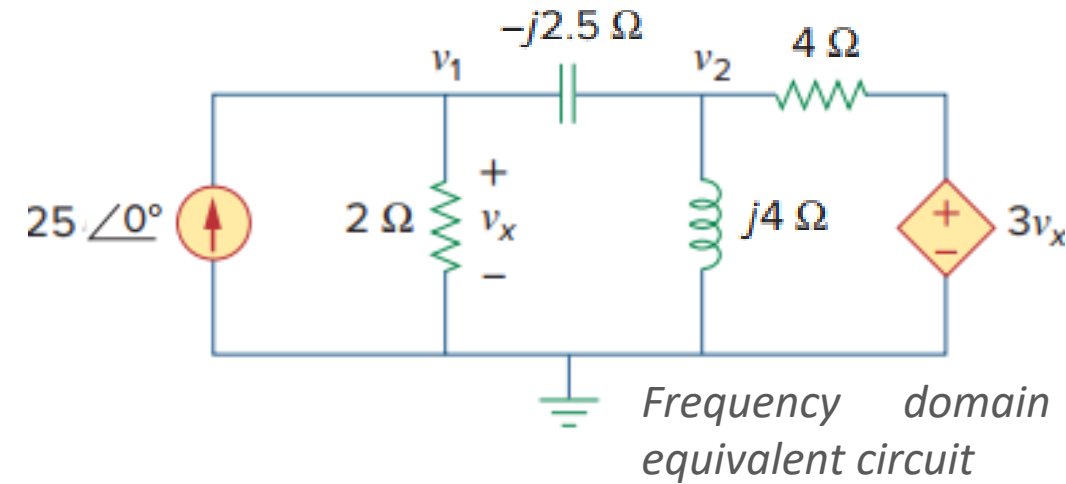 –j2.5 Ω
4 Ω
v₁
v₂
+
25 ∠0°
2 Ω
vₓ
j4 Ω
+
–
3vₓ
–
Frequency domain
equivalent circuit